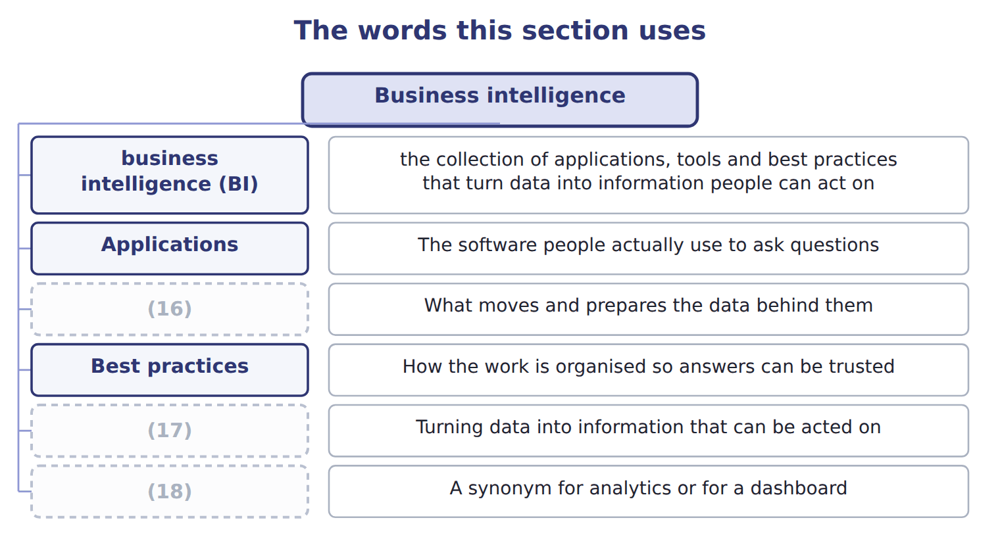 The words this section uses
Business intelligence
business
intelligence (BI)
the collection of applications, tools and best practices
that turn data into information people can act on
Applications
The software people actually use to ask questions
(16)
What moves and prepares the data behind them
Best practices
How the work is organised so answers can be trusted
(17)
Turning data into information that can be acted on
(18)
A synonym for analytics or for a dashboard